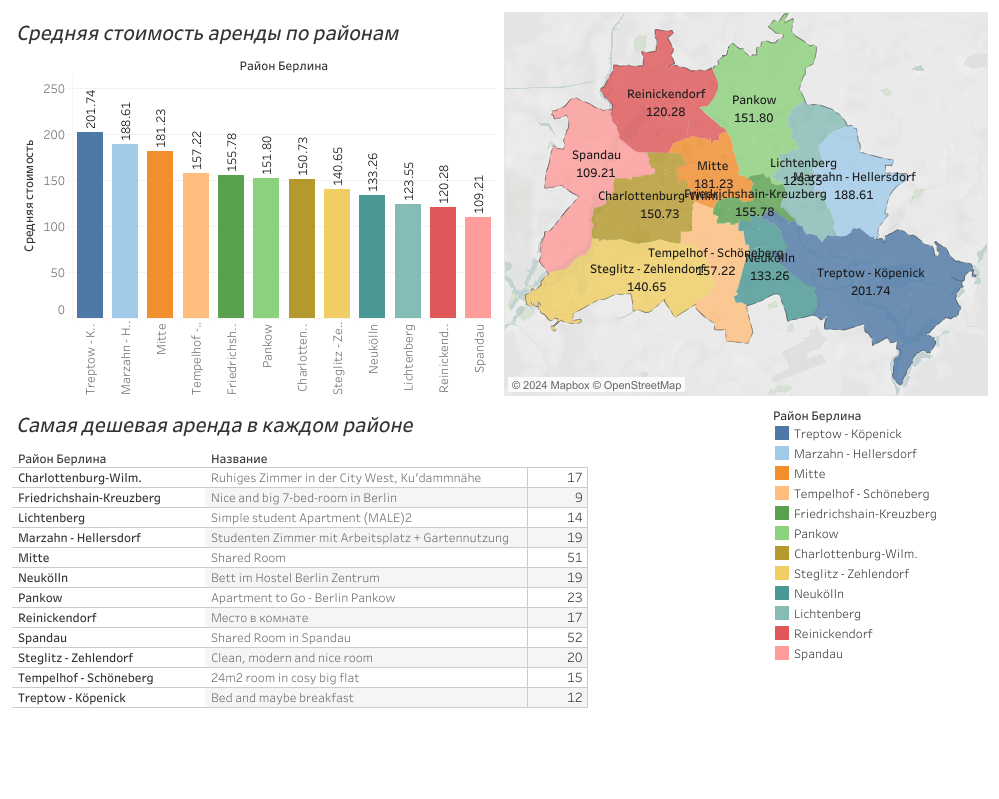 Средняя стоимость аренды по районам
Район Берлина
Средняя стоимость
250
200
150
100
50
0
201.74
188.61
181.23
157.22
155.78
151.80
150.73
140.65
133.26
123.55
120.28
109.21
Treptow - K..
Marzahn - H..
Mitte
Tempelhof -..
Friedrichsh..
Pankow
Charlotten..
Steglitz - Ze..
Neukölln
Lichtenberg
Reinickend..
Spandau
Reinickendorf
120.28
Pankow
151.80
Spandau
109.21
Mitte
181.23
Lichtenberg
123.55
Marzahn - Hellersdorf
188.61
Charlottenburg-Wilm.
150.73
Friedrichshain-Kreuzberg
155.78
Tempelhof - Schöneberg
157.22
Neukölln
133.26
Steglitz - Zehlendorf
140.65
Treptow - Köpenick
201.74
© 2024 Mapbox © OpenStreetMap
Самая дешевая аренда в каждом районе
Район Берлина Название
Charlottenburg-Wilm. Ruhiges Zimmer in der City West, Ku'dammnähe 17
Friedrichshain-Kreuzberg Nice and big 7-bed-room in Berlin 9
Lichtenberg Simple student Apartment (MALE)2 14
Marzahn - Hellersdorf Studenten Zimmer mit Arbeitsplatz + Gartennutzung 19
Mitte Shared Room 51
Neukölln Bett im Hostel Berlin Zentrum 19
Pankow Apartment to Go - Berlin Pankow 23
Reinickendorf Место в комнате 17
Spandau Shared Room in Spandau 52
Steglitz - Zehlendorf Clean, modern and nice room 20
Tempelhof - Schöneberg 24m2 room in cosy big flat 15
Treptow - Köpenick Bed and maybe breakfast 12
Район Берлина
Treptow - Köpenick
Marzahn - Hellersdorf
Mitte
Tempelhof - Schöneberg
Friedrichshain-Kreuzberg
Pankow
Charlottenburg-Wilm.
Steglitz - Zehlendorf
Neukölln
Lichtenberg
Reinickendorf
Spandau